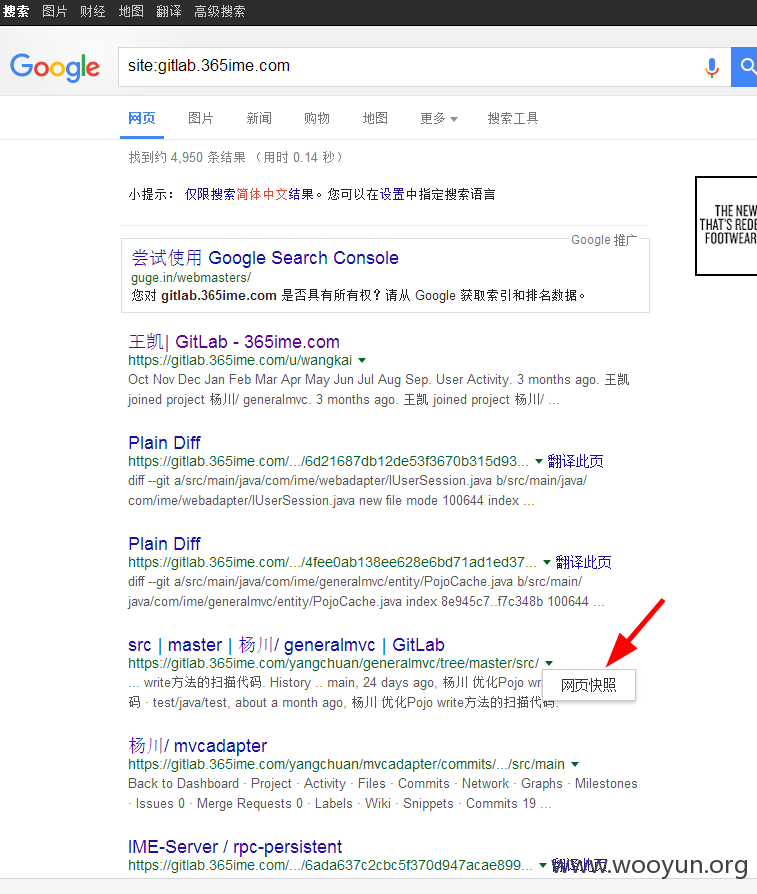 搜索 图片 财经 地图 翻译 高级搜索
Google site:gitlab.365ime.com
网页 图片 新闻 购物 地图 更多 搜索工具
找到约 4,950 条结果 （用时 0.14 秒）
小提示： 仅限搜索简体中文结果。您可以在设置中指定搜索语言
THE NEW
THAT'S REDE
FOOTWEAR
Google 推广
尝试使用 Google Search Console
guge.in/webmasters/
您对 gitlab.365ime.com 是否具有所有权？请从 Google 获取索引和排名数据。
王凯| GitLab - 365ime.com
https://gitlab.365ime.com/u/wangkai
Oct Nov Dec Jan Feb Mar Apr May Jun Jul Aug Sep. User Activity. 3 months ago. 王凯
joined project 杨川/ generalmvc. 3 months ago. 王凯 joined project 杨川/ ...
Plain Diff
https://gitlab.365ime.com/.../6d21687db12de53f3670b315d93... 翻译此页
diff --git a/src/main/java/com/ime/webadapter/IUserSession.java b/src/main/java/
com/ime/webadapter/IUserSession.java new file mode 100644 index ...
Plain Diff
https://gitlab.365ime.com/.../4fee0ab138ee628e6bd71ad1ed37... 翻译此页
diff --git a/src/main/java/com/ime/generalmvc/entity/PojoCache.java b/src/main/
java/com/ime/generalmvc/entity/PojoCache.java index 8e945c7..f7c348b 100644 ...
src | master | 杨川/ generalmvc | GitLab
https://gitlab.365ime.com/yangchuan/generalmvc/tree/master/src/
... write方法的扫描代码. History .. main, 24 days ago, 杨川 优化Pojo wr
网页快照
码 · test/java/test, about a month ago, 杨川 优化Pojo write方法的扫描代码.
杨川/ mvcadapter
https://gitlab.365ime.com/yangchuan/mvcadapter/commits/.../src/main
Back to Dashboard · Project · Activity · Files · Commits · Network · Graphs · Milestones
· Issues 0 · Merge Requests 0 · Labels · Wiki · Snippets · Commits 19 ...
IME-Server / rpc-persistent
https://gitlab.365ime.com/.../6ada637c2cbc5f370d947acae899... 翻译此页
www.wooyun.org